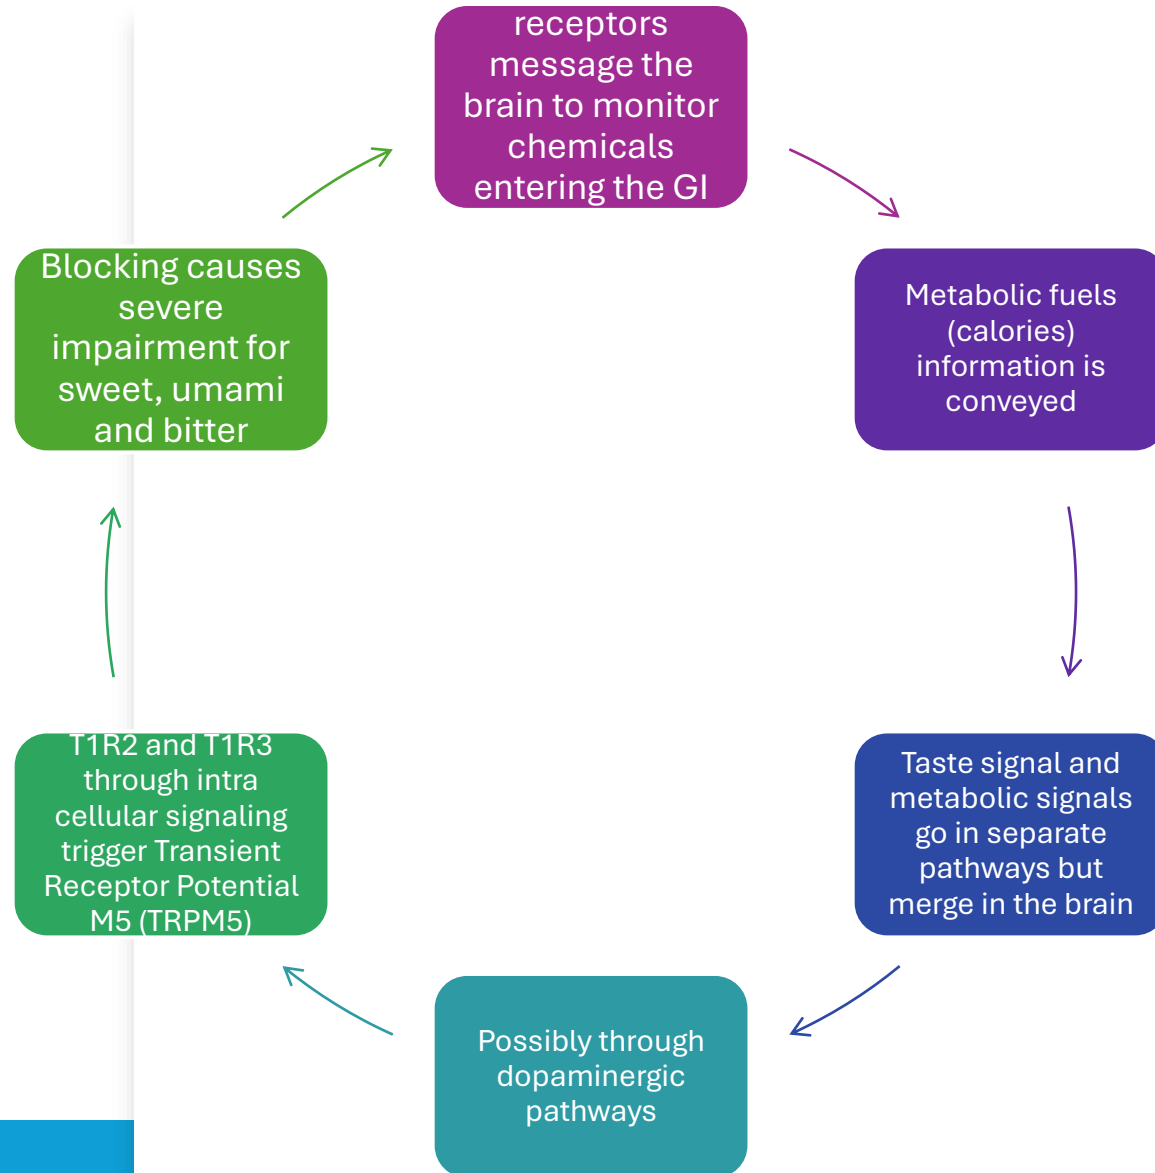 receptors
message the
brain to monitor
chemicals
entering the GI
Metabolic fuels
(calories)
information is
conveyed
Taste signal and
metabolic signals
go in separate
pathways but
merge in the brain
Possibly through
dopaminergic
pathways
T1R2 and T1R3
through intra
cellular signaling
trigger Transient
Receptor Potential
M5 (TRPM5)
Blocking causes
severe
impairment for
sweet, umami
and bitter